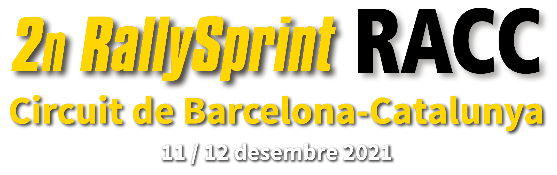 2n RallySprint RACC
Circuit de Barcelona-Catalunya
11 / 12 desembre 2021